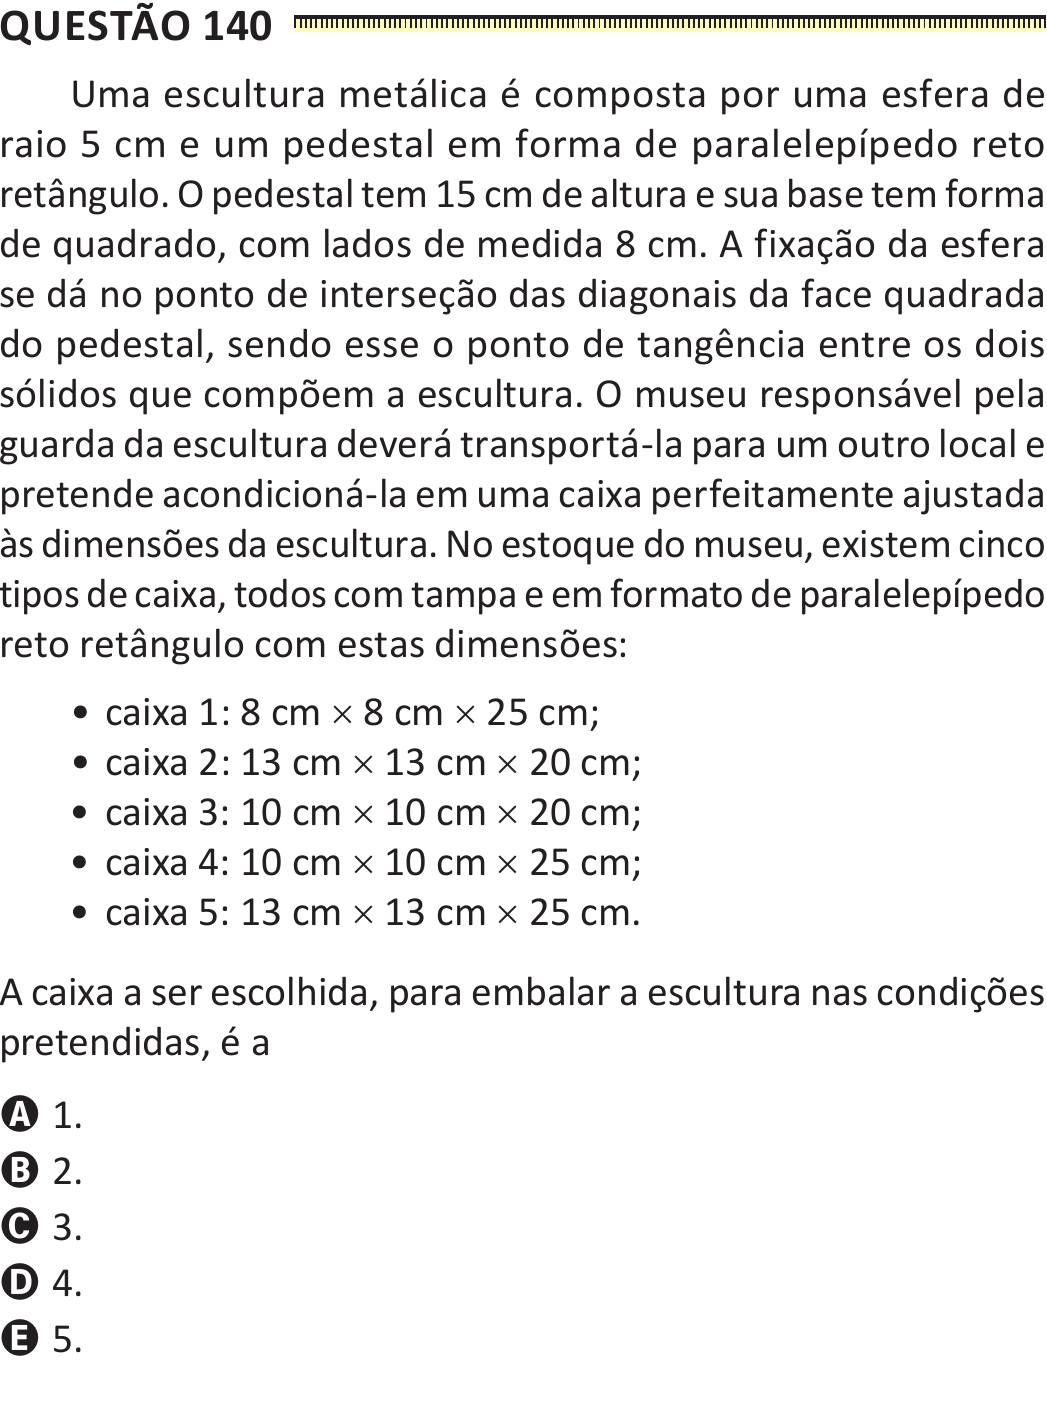 QUESTÃO 140
Uma escultura metálica é composta por uma esfera de
raio 5 cm e um pedestal em forma de paralelepípedo reto
retângulo. O pedestal tem 15 cm de altura e sua base tem forma
de quadrado, com lados de medida 8 cm. A fixação da esfera
se dá no ponto de interseção das diagonais da face quadrada
do pedestal, sendo esse o ponto de tangência entre os dois
sólidos que compõem a escultura. O museu responsável pela
guarda da escultura deverá transportá-la para um outro local e
pretende acondicioná-la em uma caixa perfeitamente ajustada
às dimensões da escultura. No estoque do museu, existem cinco
tipos de caixa, todos com tampa e em formato de paralelepípedo
reto retângulo com estas dimensões:
• caixa 1: 8 cm × 8 cm × 25 cm;
• caixa 2: 13 cm × 13 cm × 20 cm;
• caixa 3: 10 cm × 10 cm × 20 cm;
• caixa 4: 10 cm × 10 cm × 25 cm;
• caixa 5: 13 cm × 13 cm × 25 cm.
A caixa a ser escolhida, para embalar a escultura nas condições
pretendidas, é a
A 1.
B 2.
C 3.
D 4.
E 5.